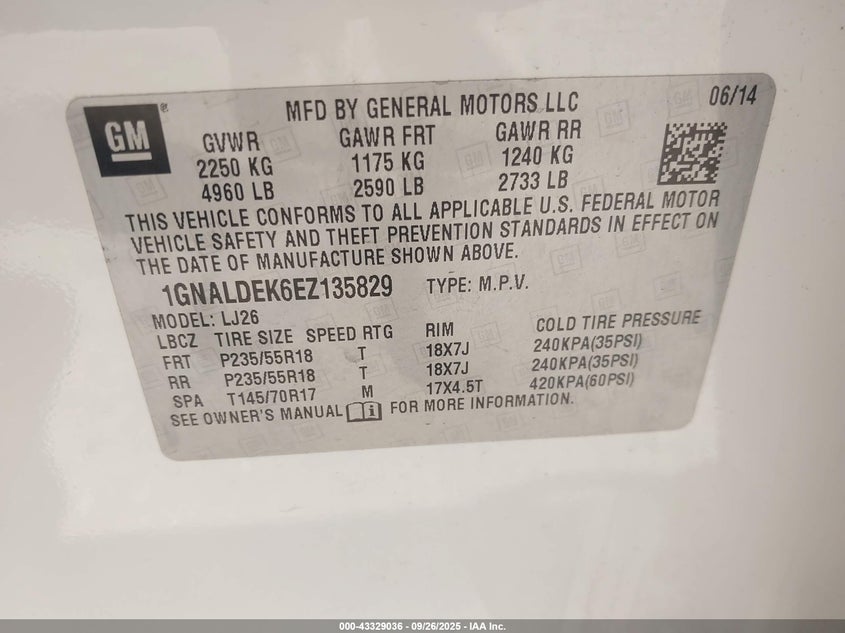 GM®
MFD BY GENERAL MOTORS LLC 06/14
GVWR GAWR FRT GAWR RR
2250 KG 1175 KG 1240 KG
4960 LB 2590 LB 2733 LB
THIS VEHICLE CONFORMS TO ALL APPLICABLE U.S. FEDERAL MOTOR
VEHICLE SAFETY AND THEFT PREVENTION STANDARDS IN EFFECT ON
THE DATE OF MANUFACTURE SHOWN ABOVE.
1GNALDEK6EZ135829 TYPE: M.P.V.
MODEL: LJ26
LBCZ TIRE SIZE SPEED RTG RIM COLD TIRE PRESSURE
FRT P235/55R18 T 18X7J 240KPA(35PSI)
RR P235/55R18 T 18X7J 240KPA(35PSI)
SPA T145/70R17 M 17X4.5T 420KPA(60PSI)
SEE OWNER'S MANUAL FOR MORE INFORMATION.
000-43329036 - 09/26/2025 - IAA Inc.